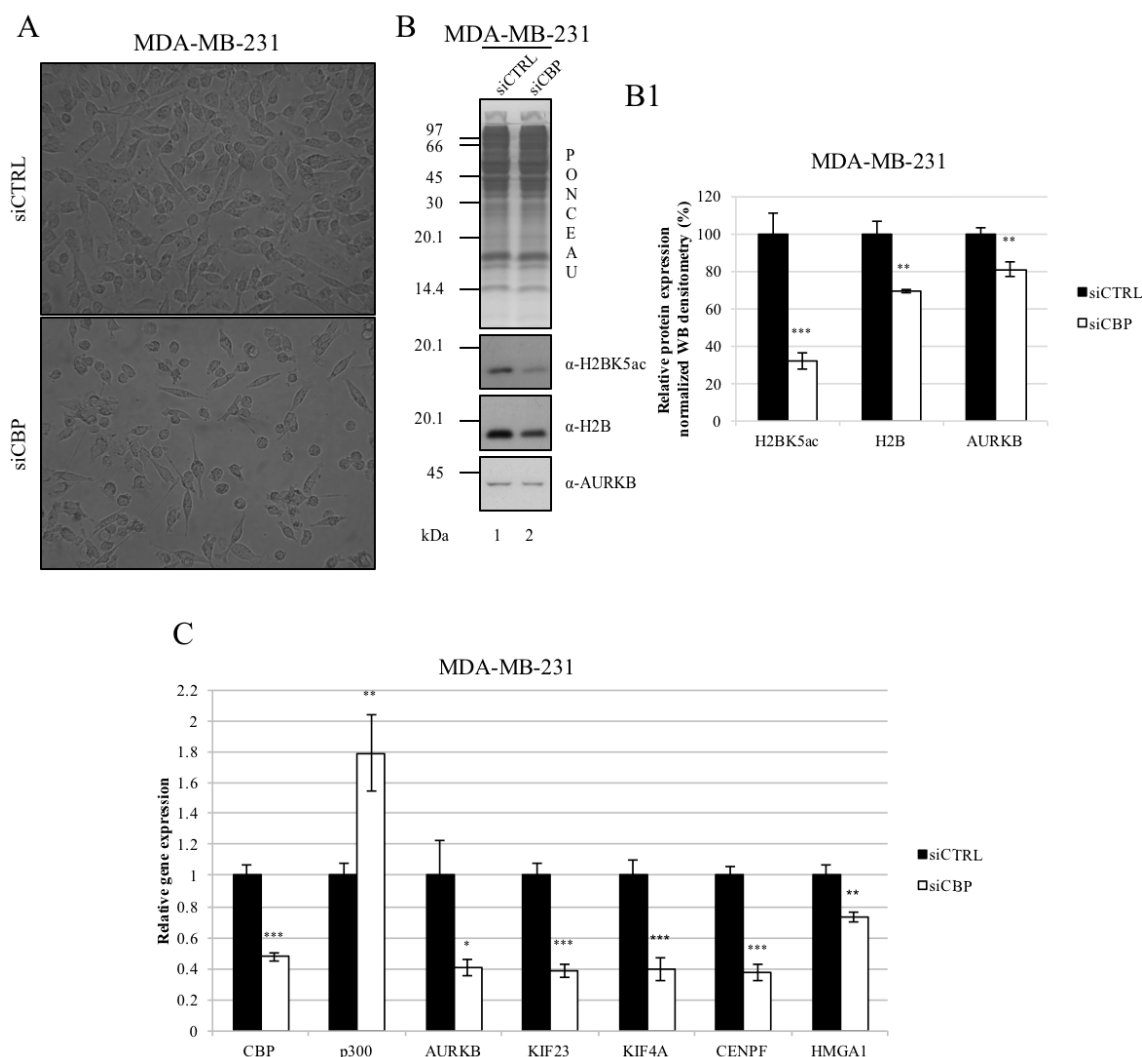 A
MDA-MB-231
siCTRL
siCBP
B
MDA-MB-231
siCTRL
siCBP
97
66
45
30
20.1
14.4
PONCEAU
20.1
α-H2BK5ac
20.1
α-H2B
45
α-AURKB
kDa 1 2
B1
MDA-MB-231
Relative protein expression
normalized WB densitometry (%)
120
100
80
60
40
20
0
***
**
**
H2BK5ac H2B AURKB
siCTRL
siCBP
C
MDA-MB-231
Relative gene expression
2.2
2
1.8
1.6
1.4
1.2
1
0.8
0.6
0.4
0.2
0
***
**
*
***
***
***
**
CBP p300 AURKB KIF23 KIF4A CENPF HMGA1
siCTRL
siCBP